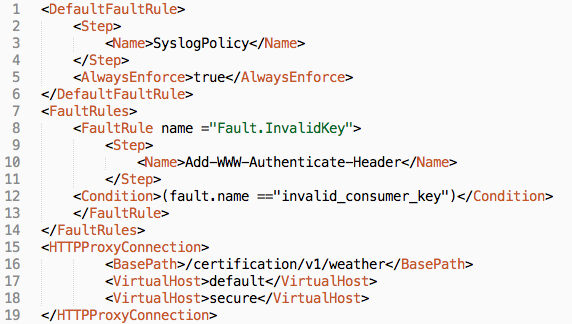 1 <DefaultFaultRule>
2 <Step>
3 <Name>SyslogPolicy</Name>
4 </Step>
5 <AlwaysEnforce>true</AlwaysEnforce>
6 </DefaultFaultRule>
7 <FaultRules>
8 <FaultRule name ="Fault.InvalidKey">
9 <Step>
10 <Name>Add-WWW-Authenticate-Header</Name>
11 </Step>
12 <Condition>(fault.name =="invalid_consumer_key")</Condition>
13 </FaultRule>
14 </FaultRules>
15 <HTTPProxyConnection>
16 <BasePath>/certification/v1/weather</BasePath>
17 <VirtualHost>default</VirtualHost>
18 <VirtualHost>secure</VirtualHost>
19 </HTTPProxyConnection>